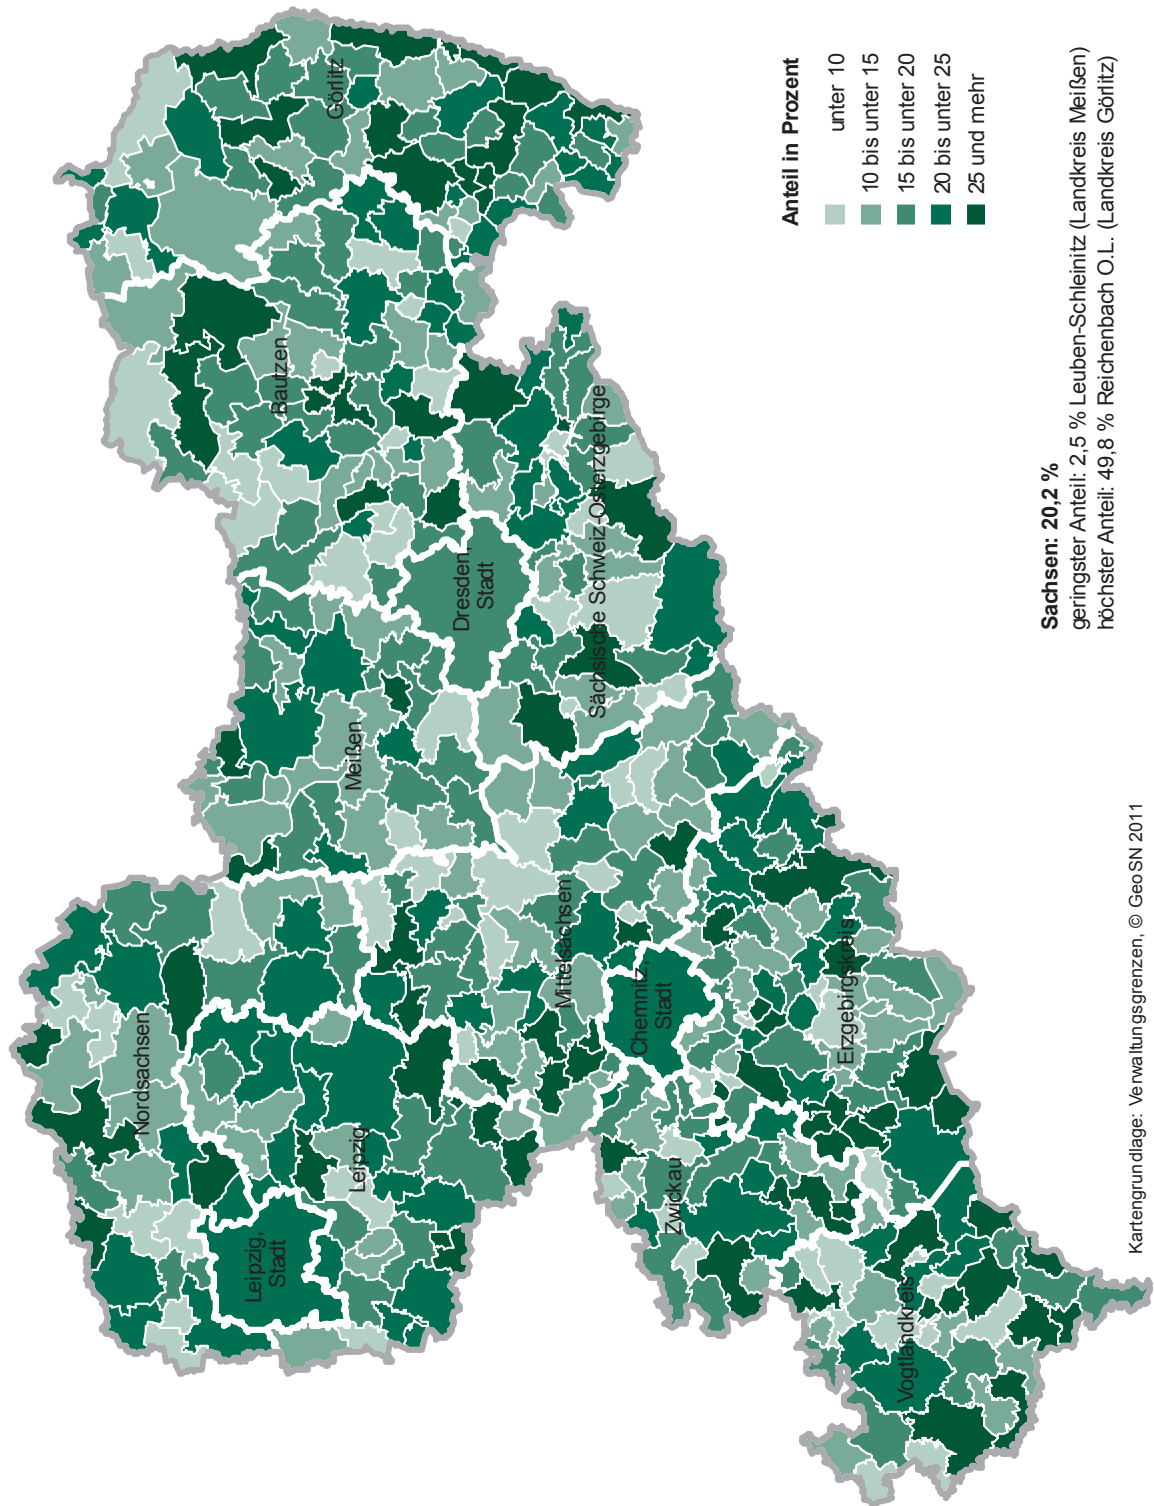 Görlitz
Bautzen
Dresden,
Stadt
Sächsische Schweiz-Osterzgebirge
Meißen
Mittelsachsen
Chemnitz,
Stadt
Erzgebirgskreis
Nordsachsen
Leipzig
Leipzig,
Stadt
Zwickau
Vogtlandkreis
Anteil in Prozent
unter 10
10 bis unter 15
15 bis unter 20
20 bis unter 25
25 und mehr
Sachsen: 20,2 %
geringster Anteil: 2,5 % Leuben-Schleinitz (Landkreis Meißen)
höchster Anteil: 49,8 % Reichenbach O.L. (Landkreis Görlitz)
Kartengrundlage: Verwaltungsgrenzen, © GeoSN 2011